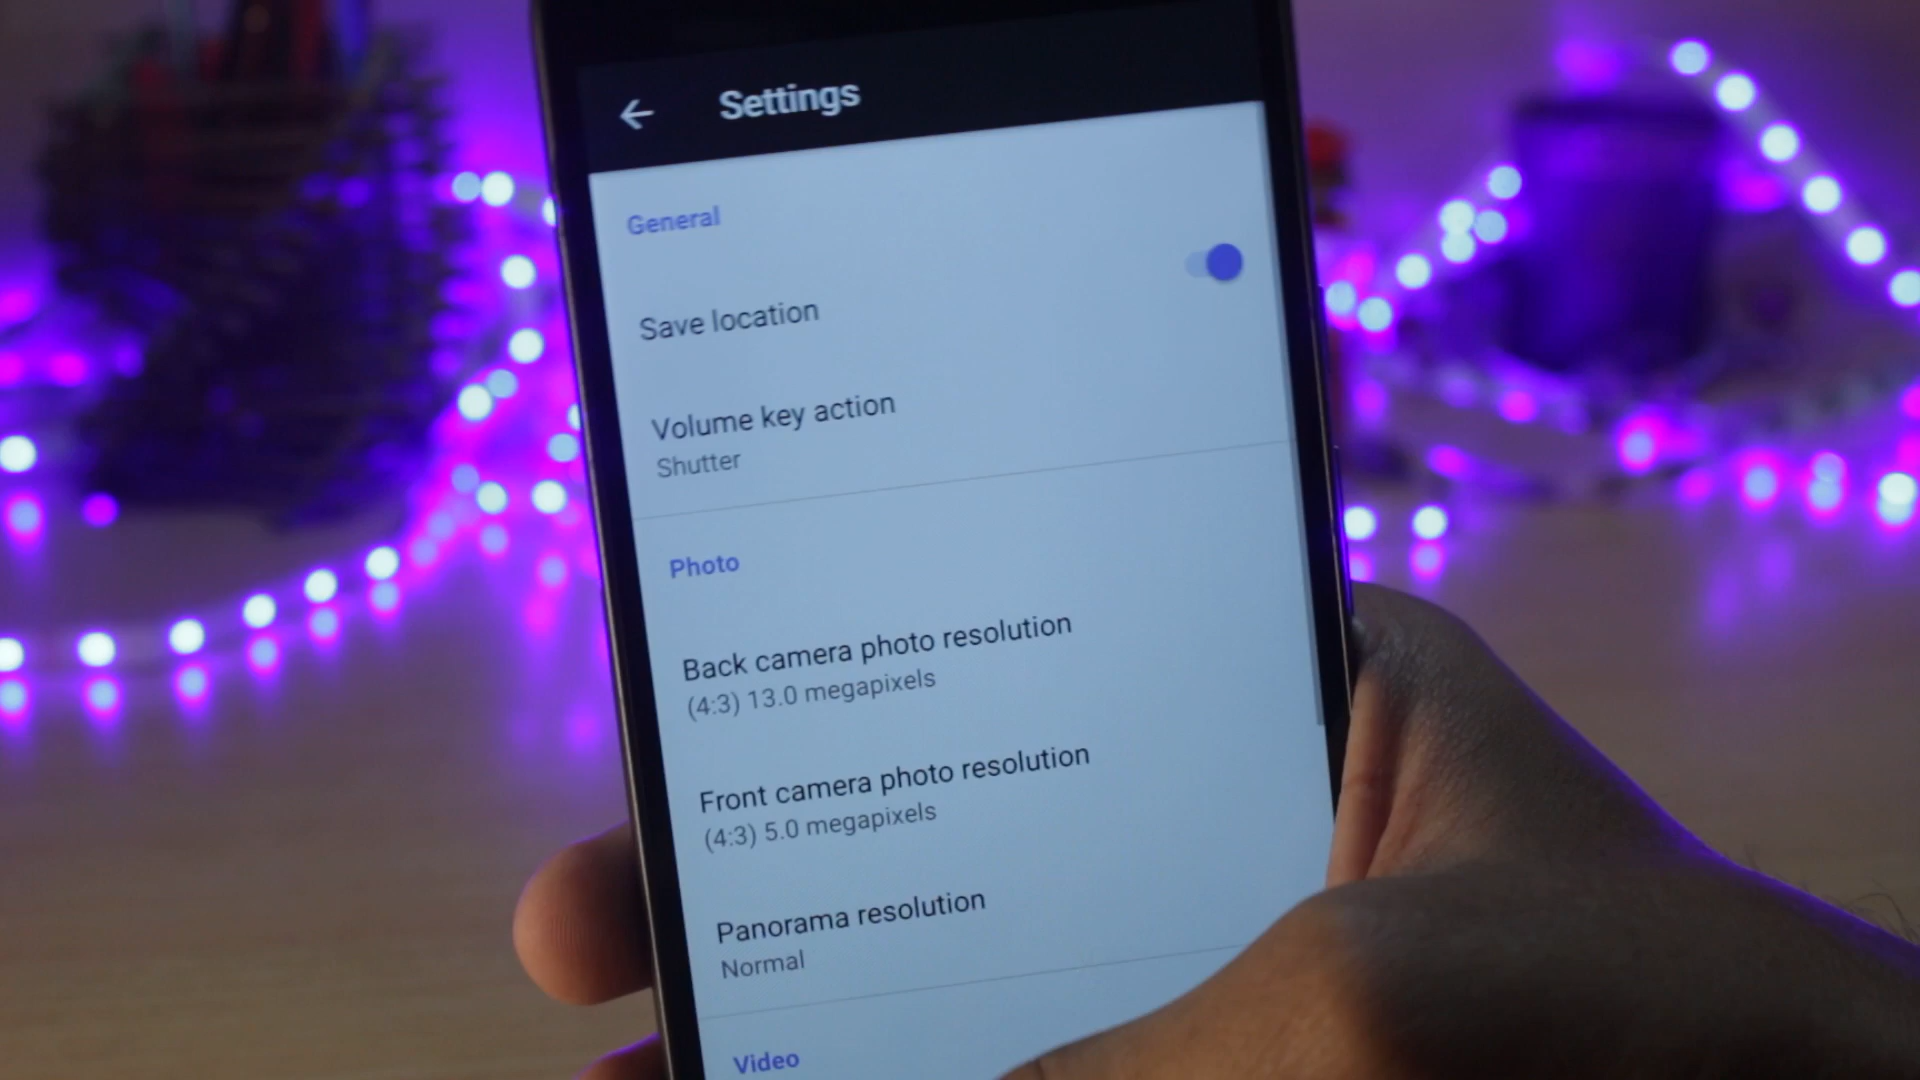 Settings
General
Save location
Volume key action
Shutter
Photo
Back camera photo resolution
(4:3) 13.0 megapixels
Front camera photo resolution
(4:3) 5.0 megapixels
Panorama resolution
Normal
Video